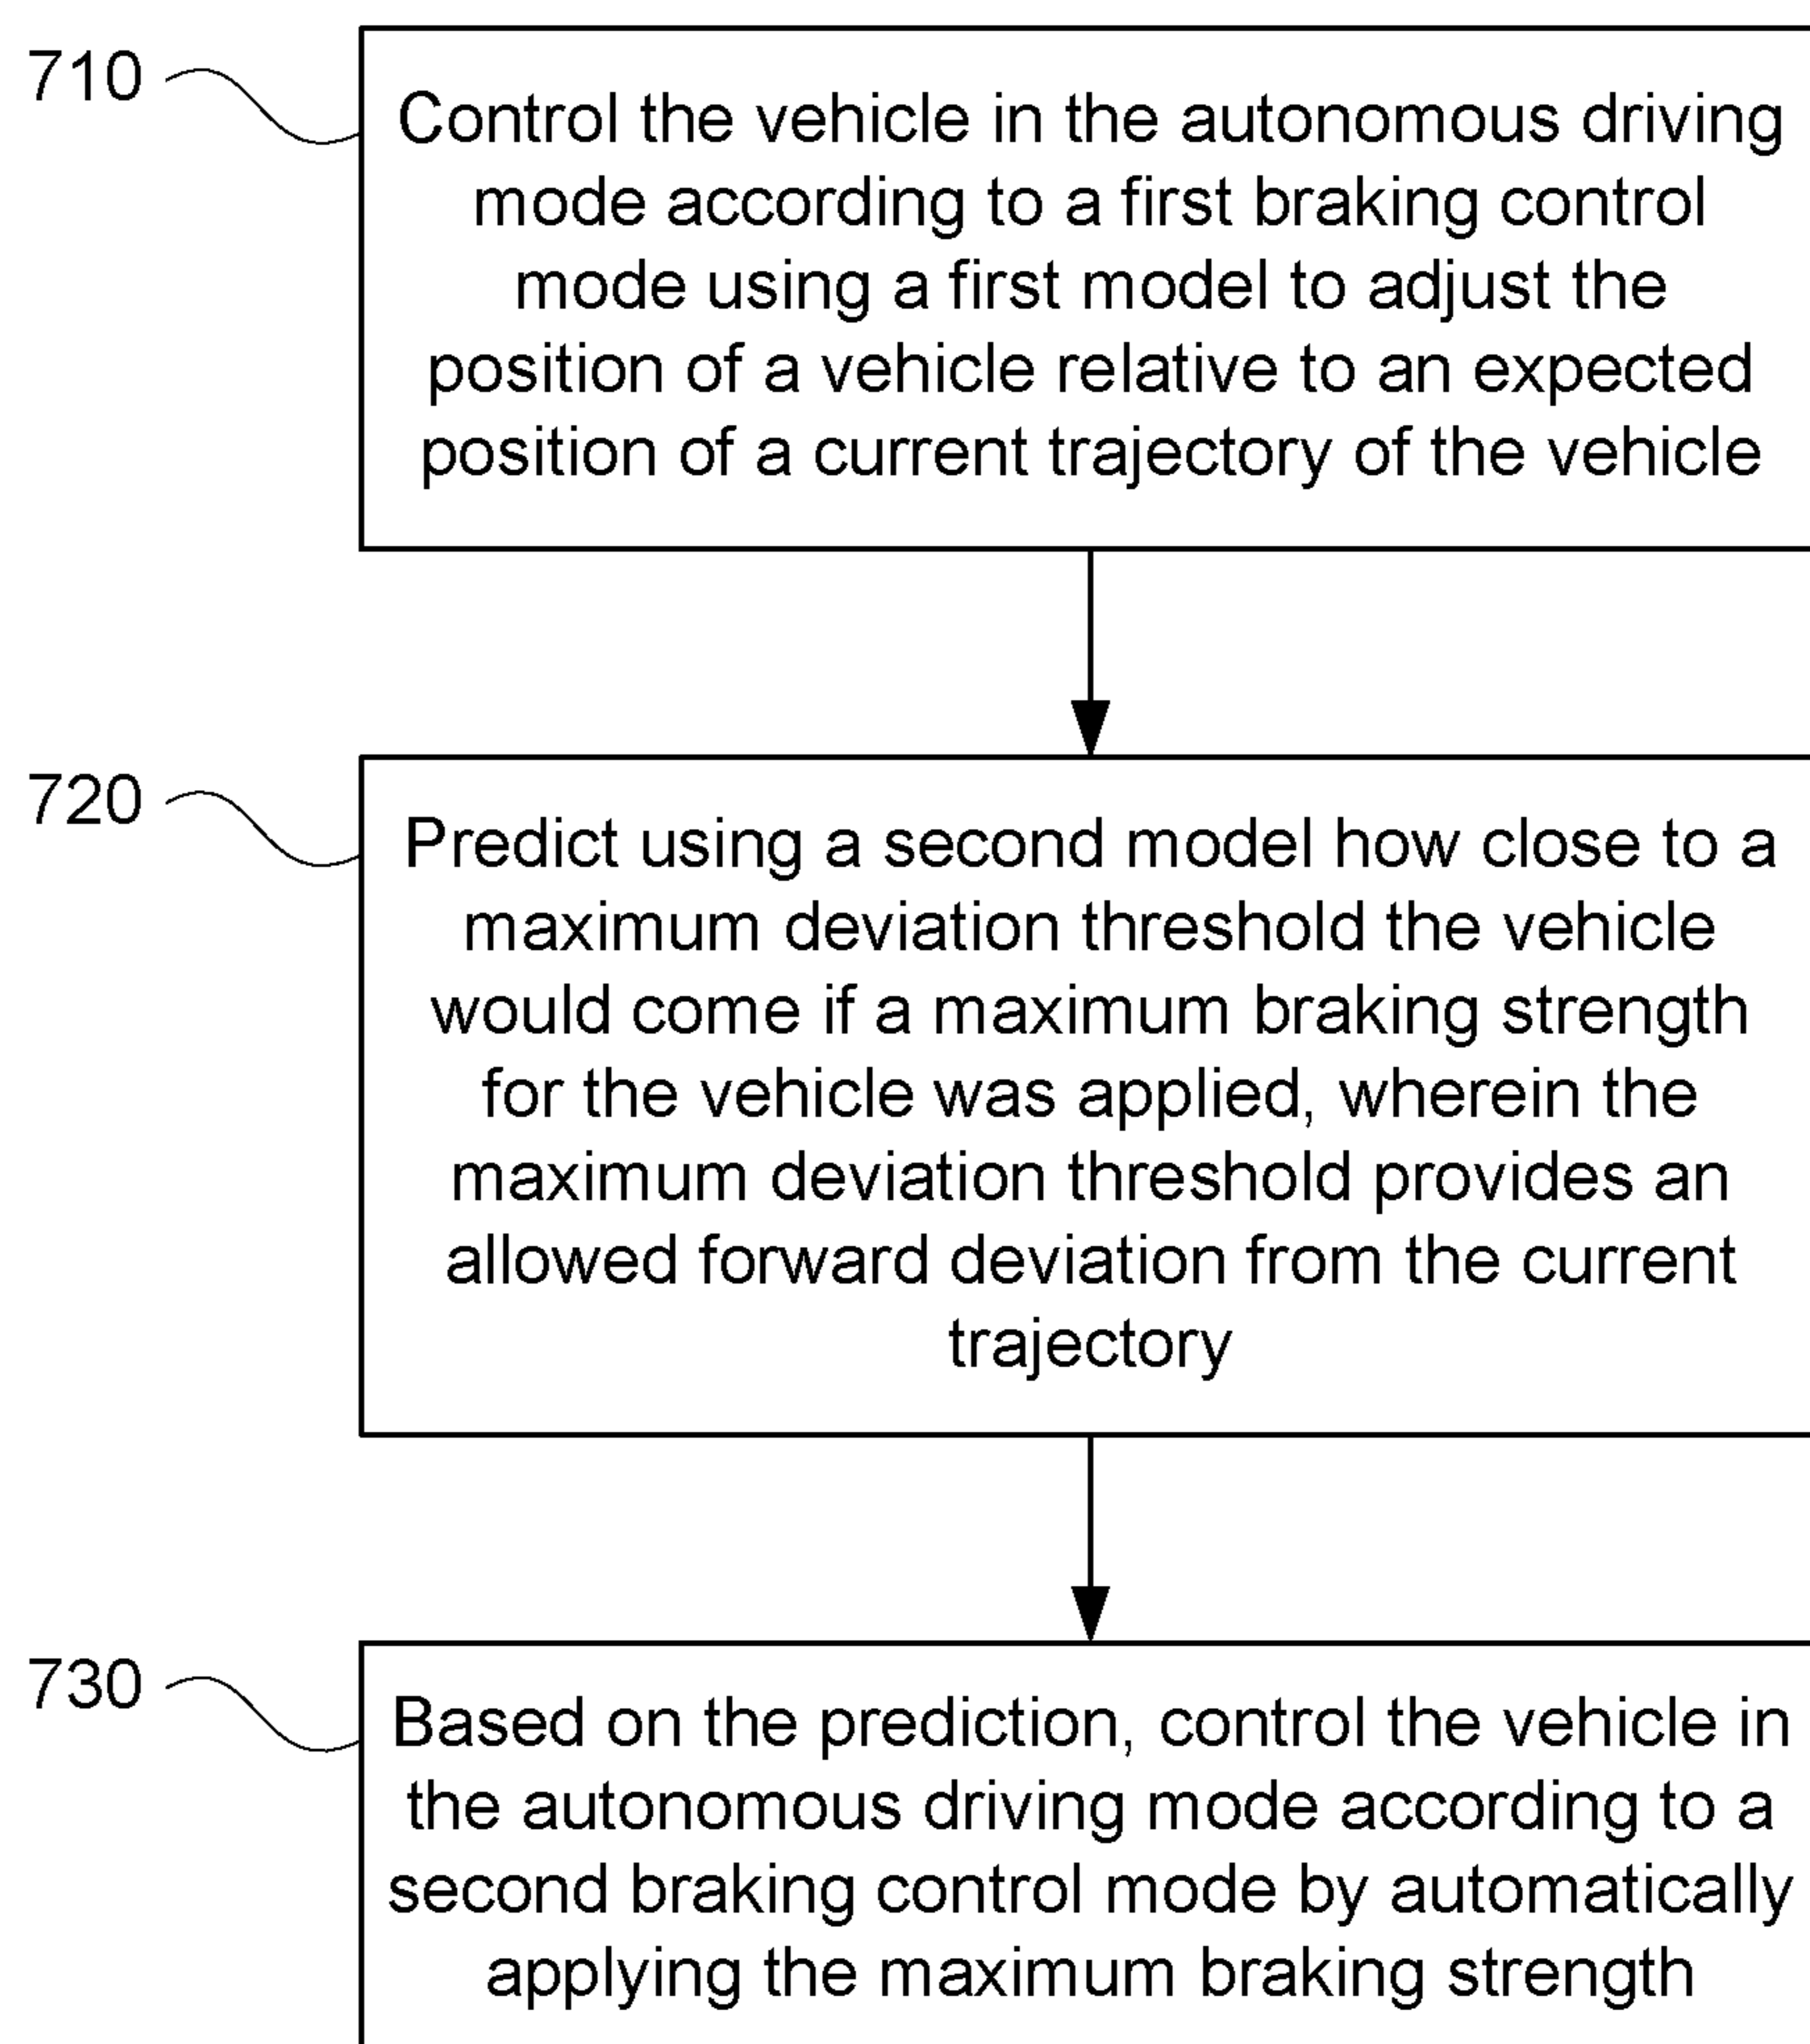 710
Control the vehicle in the autonomous driving
mode according to a first braking control
mode using a first model to adjust the
position of a vehicle relative to an expected
position of a current trajectory of the vehicle
720
Predict using a second model how close to a
maximum deviation threshold the vehicle
would come if a maximum braking strength
for the vehicle was applied, wherein the
maximum deviation threshold provides an
allowed forward deviation from the current
trajectory
730
Based on the prediction, control the vehicle in
the autonomous driving mode according to a
second braking control mode by automatically
applying the maximum braking strength